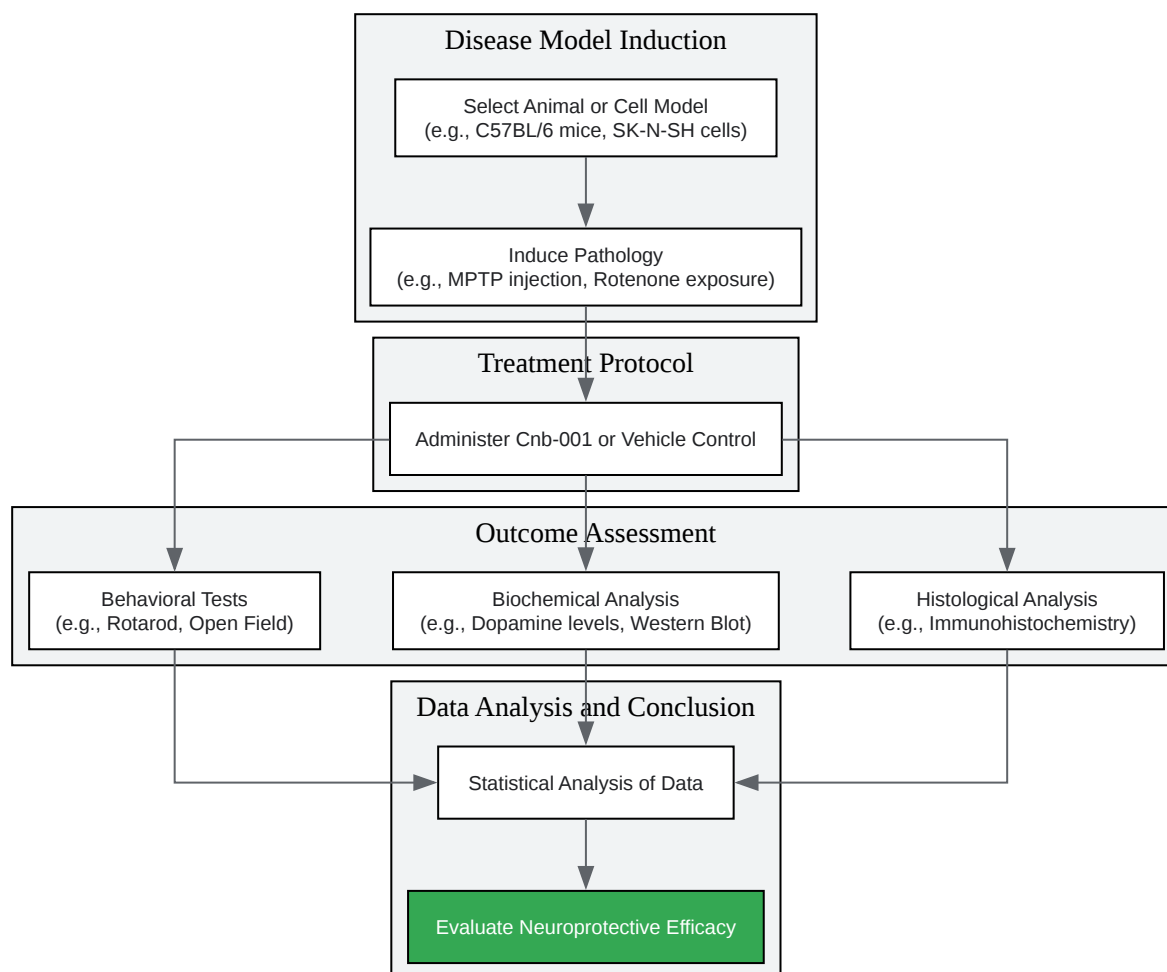 Disease Model Induction
Select Animal or Cell Model
(e.g., C57BL/6 mice, SK-N-SH cells)
Induce Pathology
(e.g., MPTP injection, Rotenone exposure)
Treatment Protocol
Administer Cnb-001 or Vehicle Control
Outcome Assessment
Behavioral Tests
(e.g., Rotarod, Open Field)
Biochemical Analysis
(e.g., Dopamine levels, Western Blot)
Histological Analysis
(e.g., Immunohistochemistry)
Data Analysis and Conclusion
Statistical Analysis of Data
Evaluate Neuroprotective Efficacy